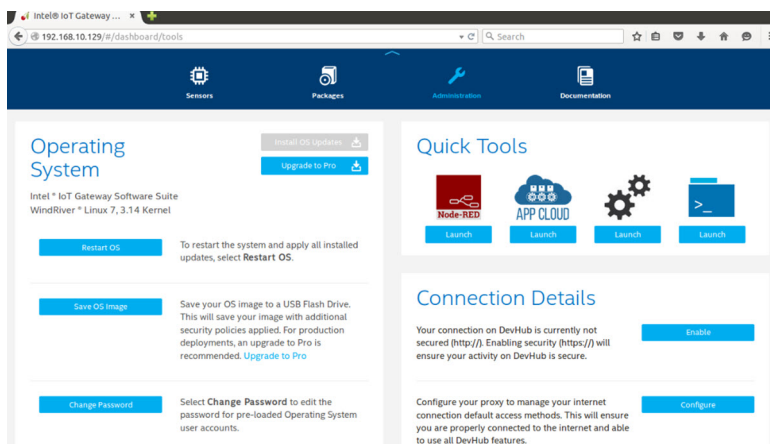 Intel® IoT Gateway ...
192.168.10.129/#/dashboard/tools
Search
Sensors
Packages
Administration
Documentation
Operating
System
Install OS Updates
Upgrade to Pro
Intel ® IoT Gateway Software Suite
WindRiver ® Linux 7, 3.14 Kernel
Restart OS
To restart the system and apply all installed
updates, select Restart OS.
Save OS Image
Save your OS image to a USB Flash Drive.
This will save your image with additional
security policies applied. For production
deployments, an upgrade to Pro is
recommended. Upgrade to Pro
Change Password
Select Change Password to edit the
password for pre-loaded Operating System
user accounts.
Quick Tools
Node-RED
APP CLOUD
>_
Launch
Launch
Launch
Launch
Connection Details
Your connection on DevHub is currently not
secured (http://). Enabling security (https://) will
ensure your activity on DevHub is secure.
Enable
Configure your proxy to manage your internet
connection default access methods. This will ensure
you are properly connected to the internet and able
to use all DevHub features.
Configure